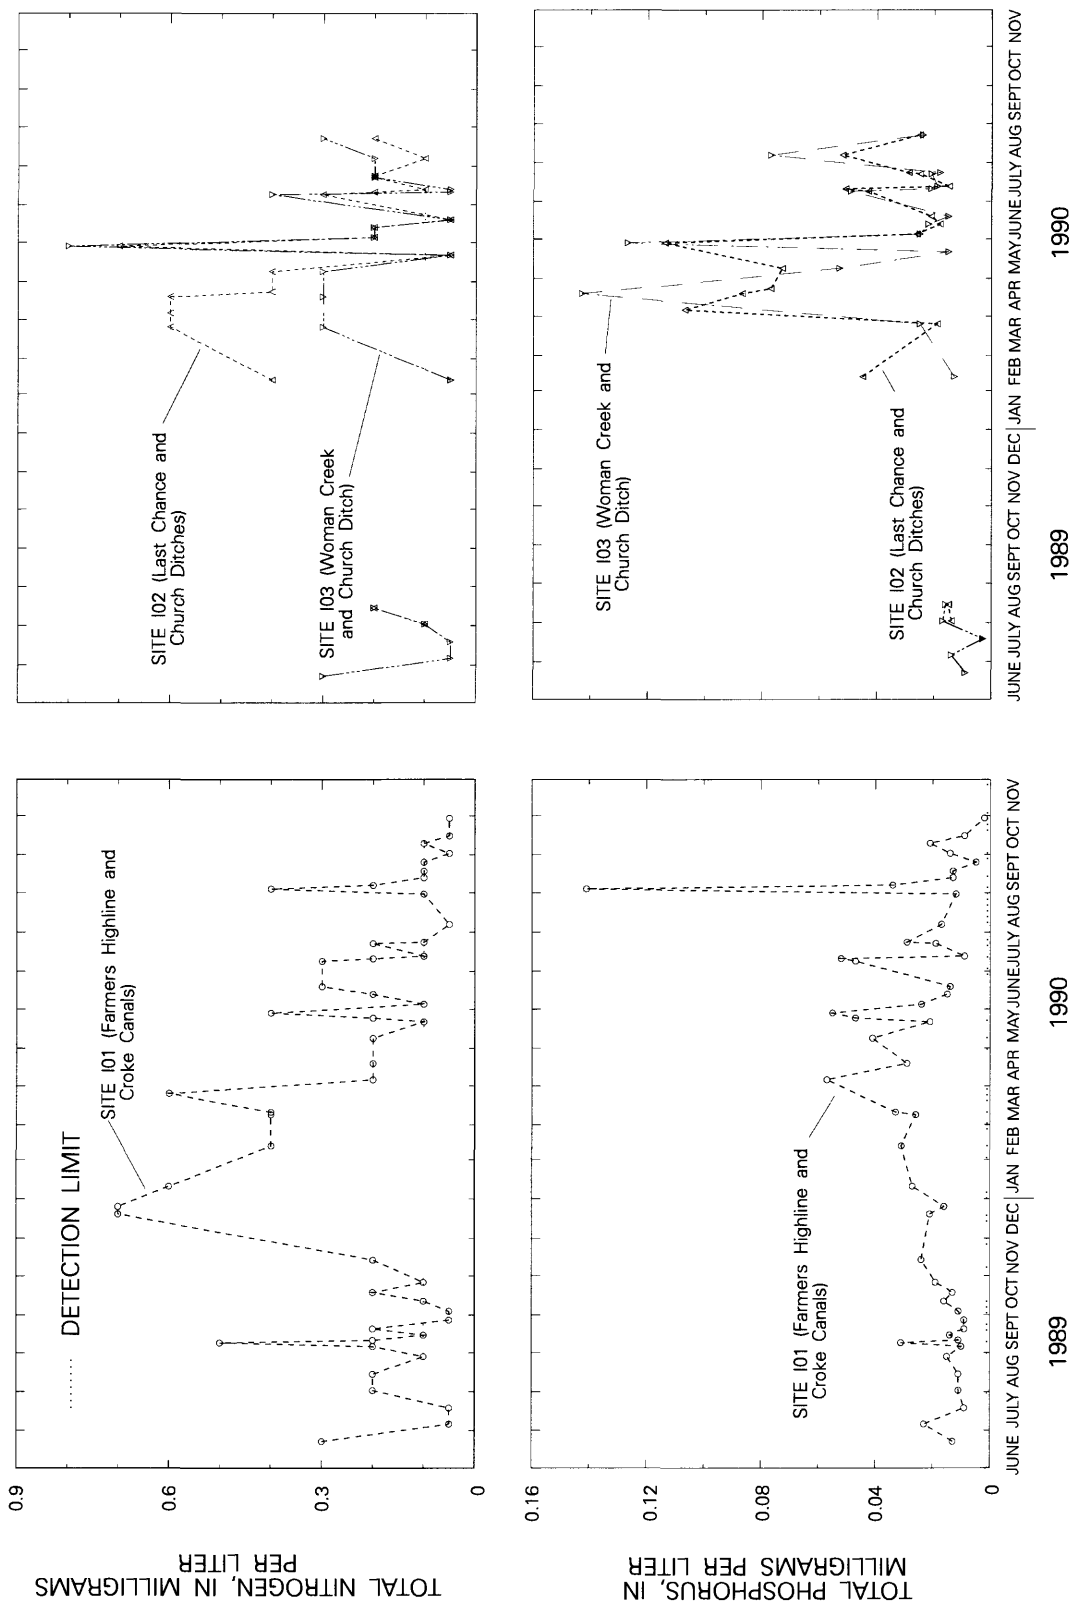 TOTAL NITROGEN, IN MILLIGRAMS
PER LITER
0.9
0.6
0.3
0
DETECTION LIMIT
SITE I01 (Farmers Highline and
Croke Canals)
SITE I02 (Last Chance and
Church Ditches)
SITE I03 (Woman Creek
and Church Ditch)
TOTAL PHOSPHORUS, IN
MILLIGRAMS PER LITER
0.16
0.12
0.08
0.04
0
SITE I01 (Farmers Highline and
Croke Canals)
SITE I03 (Woman Creek and
Church Ditch)
SITE I02 (Last Chance and
Church Ditches)
JUNE JULY AUG SEPT OCT NOV DEC JAN FEB MAR APR MAY JUNE JULY AUG SEPT OCT NOV
1989 1990
JUNE JULY AUG SEPT OCT NOV DEC JAN FEB MAR APR MAY JUNE JULY AUG SEPT OCT NOV
1989 1990